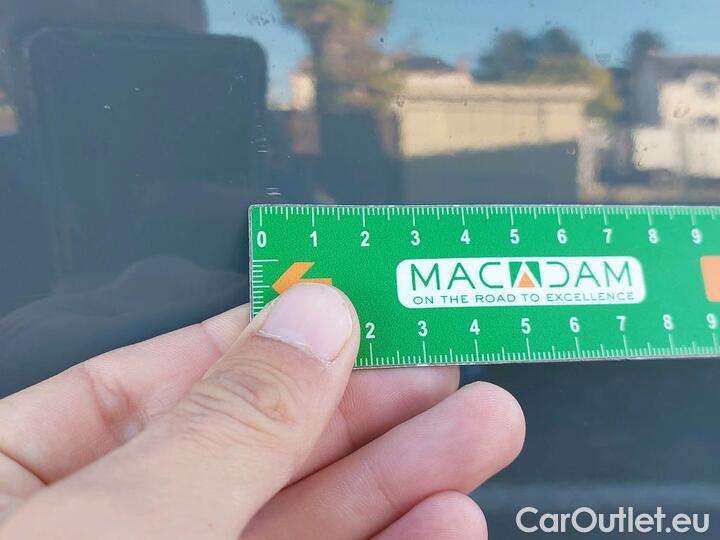 0 1 2 3 4 5 6 7 8 9
MACADAM
ON THE ROAD TO EXCELLENCE
2 3 4 5 6 7 8 9
CarOutlet.eu